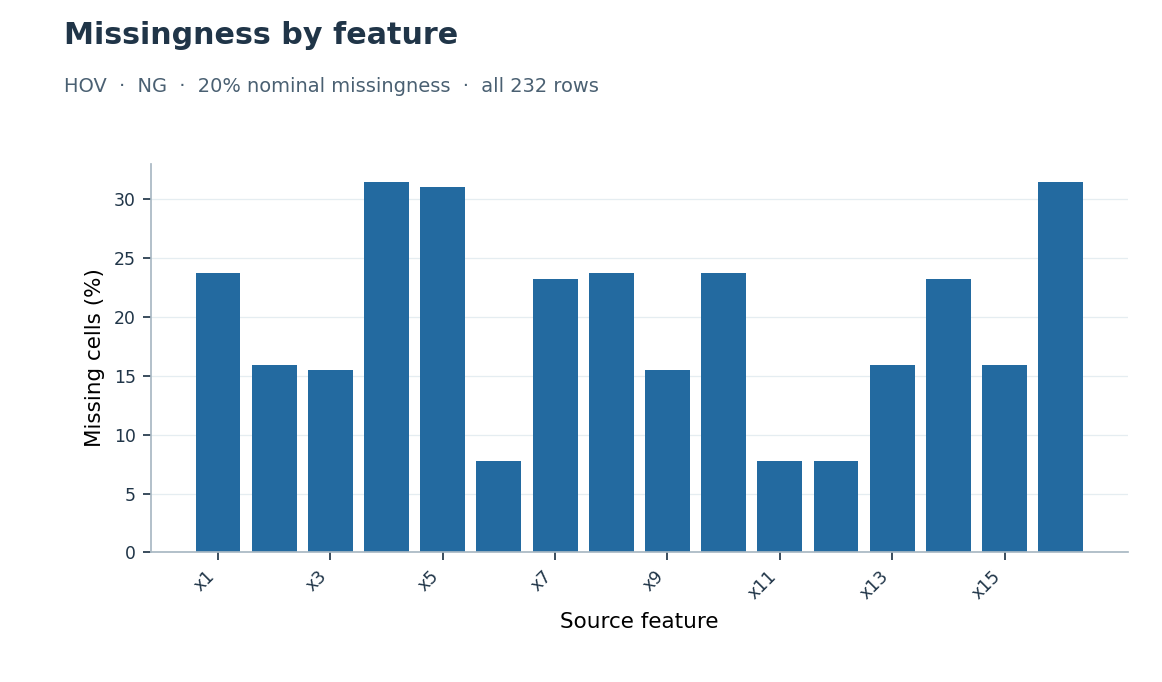 Missingness by feature
HOV · NG · 20% nominal missingness · all 232 rows
30
25
20
15
10
5
0
Missing cells (%)
x1 x3 x5 x7 x9 x11 x13 x15
Source feature